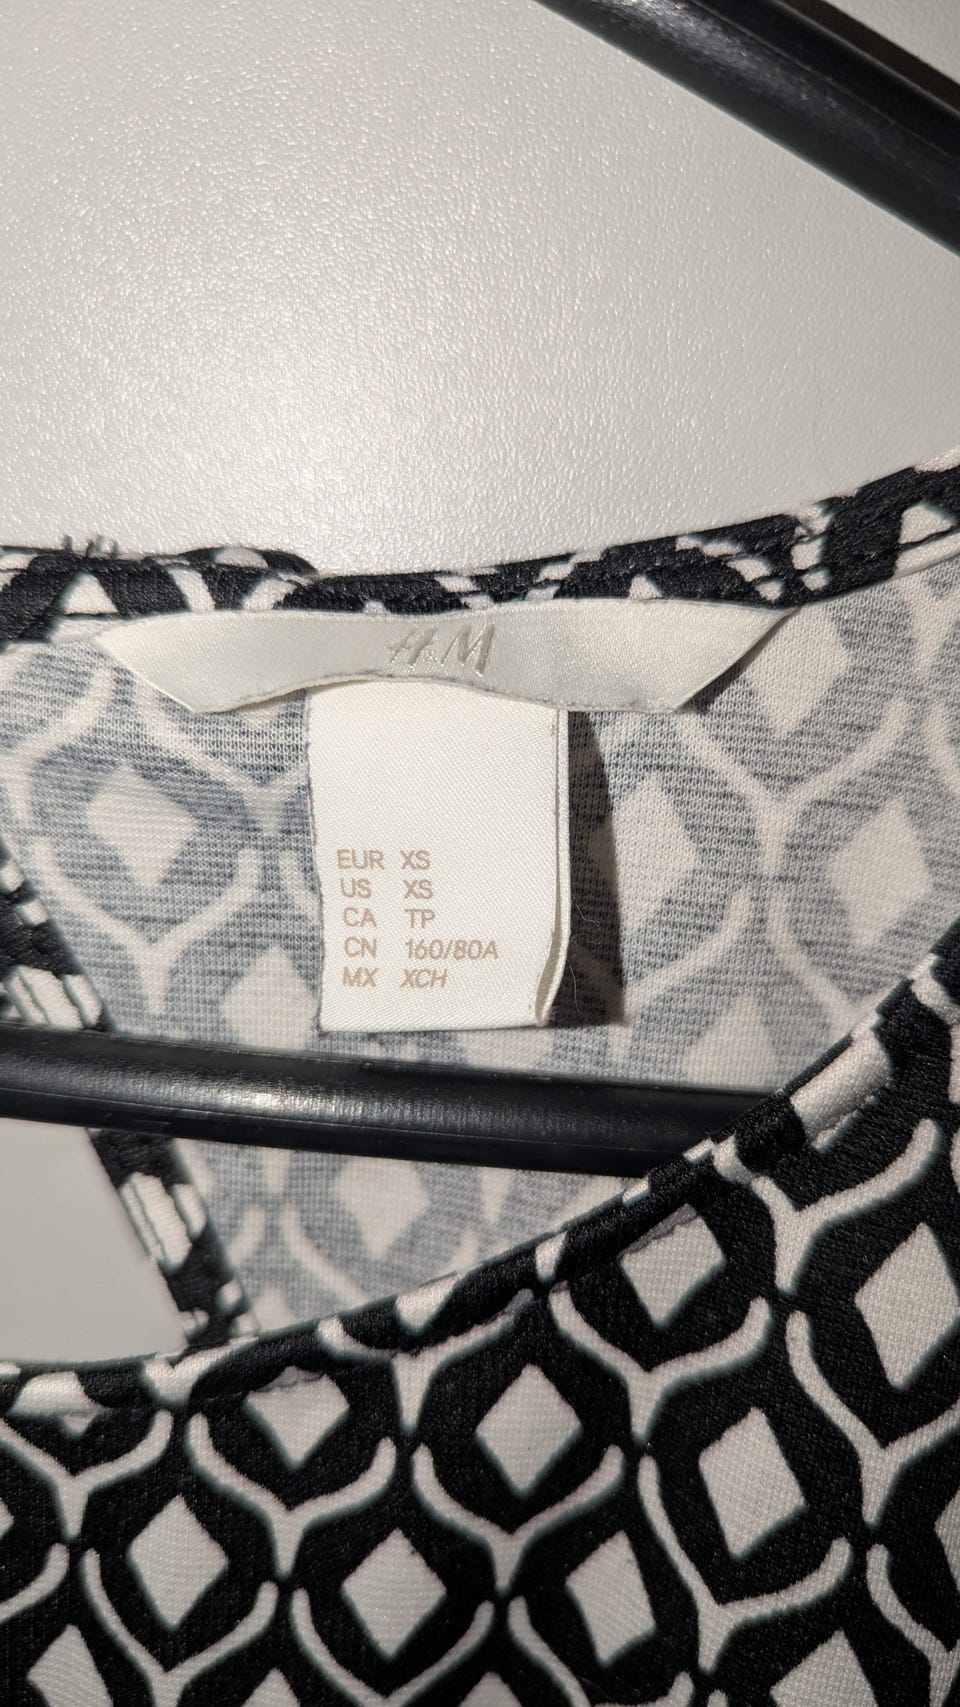 H&M
EUR XS
US XS
CA TP
CN 160/80A
MX XCH